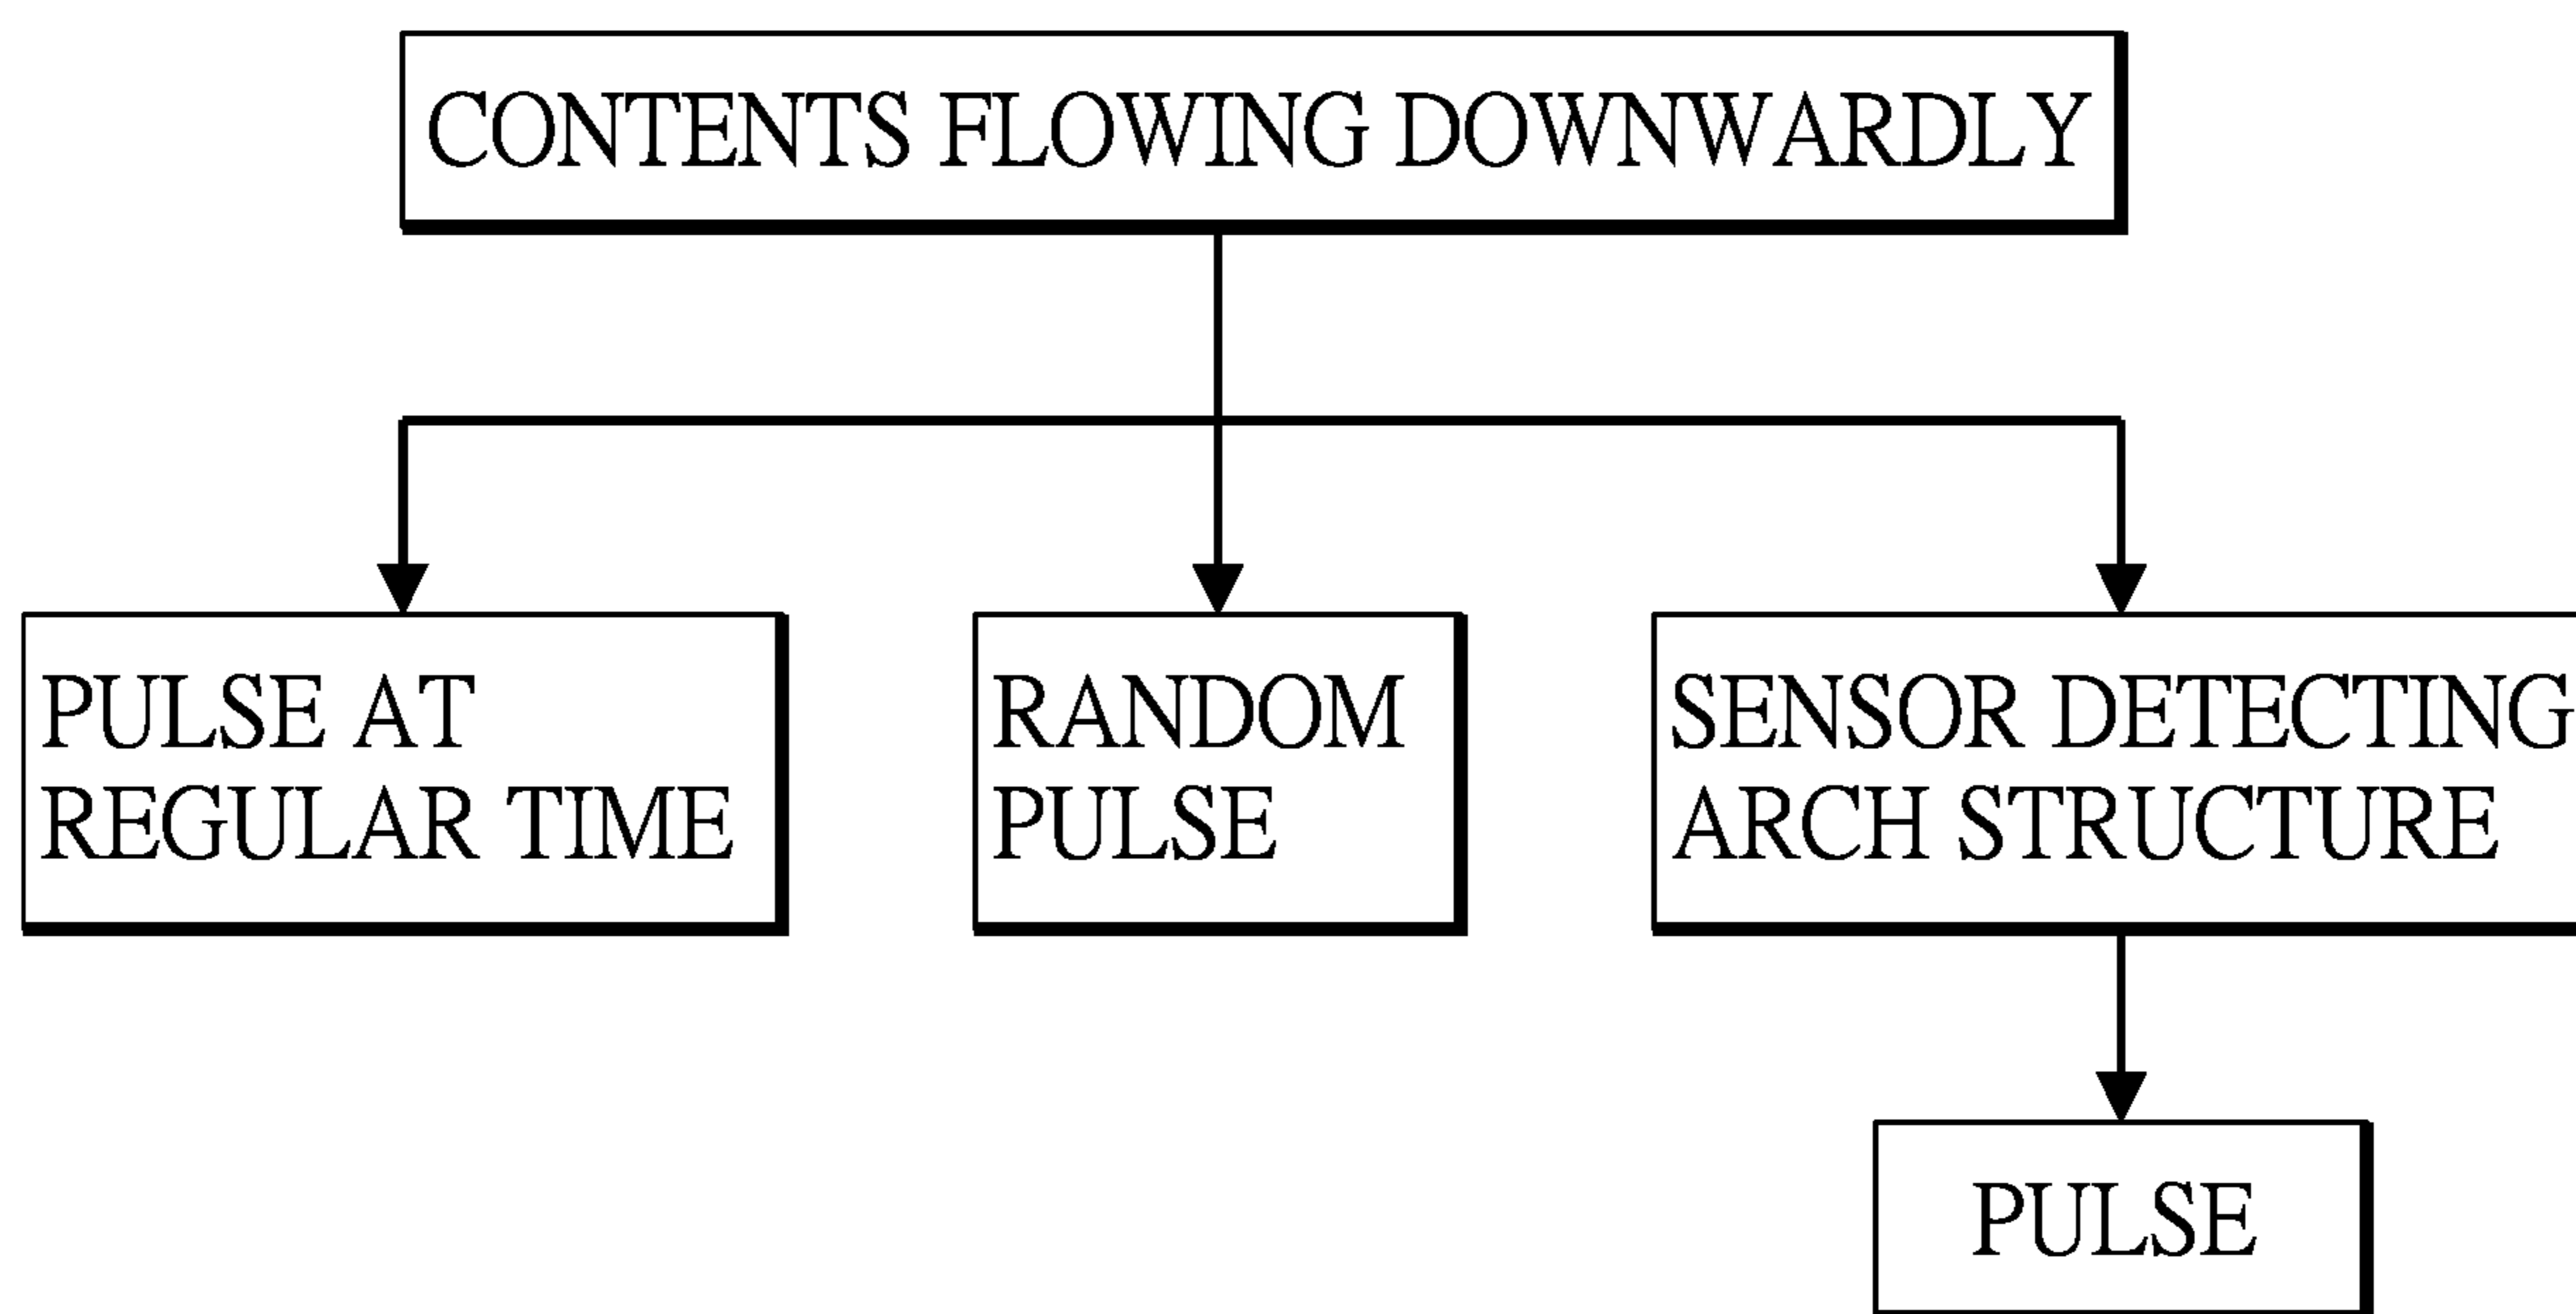 CONTENTS FLOWING DOWNWARDLY
PULSE AT
REGULAR TIME
RANDOM
PULSE
SENSOR DETECTING
ARCH STRUCTURE
PULSE